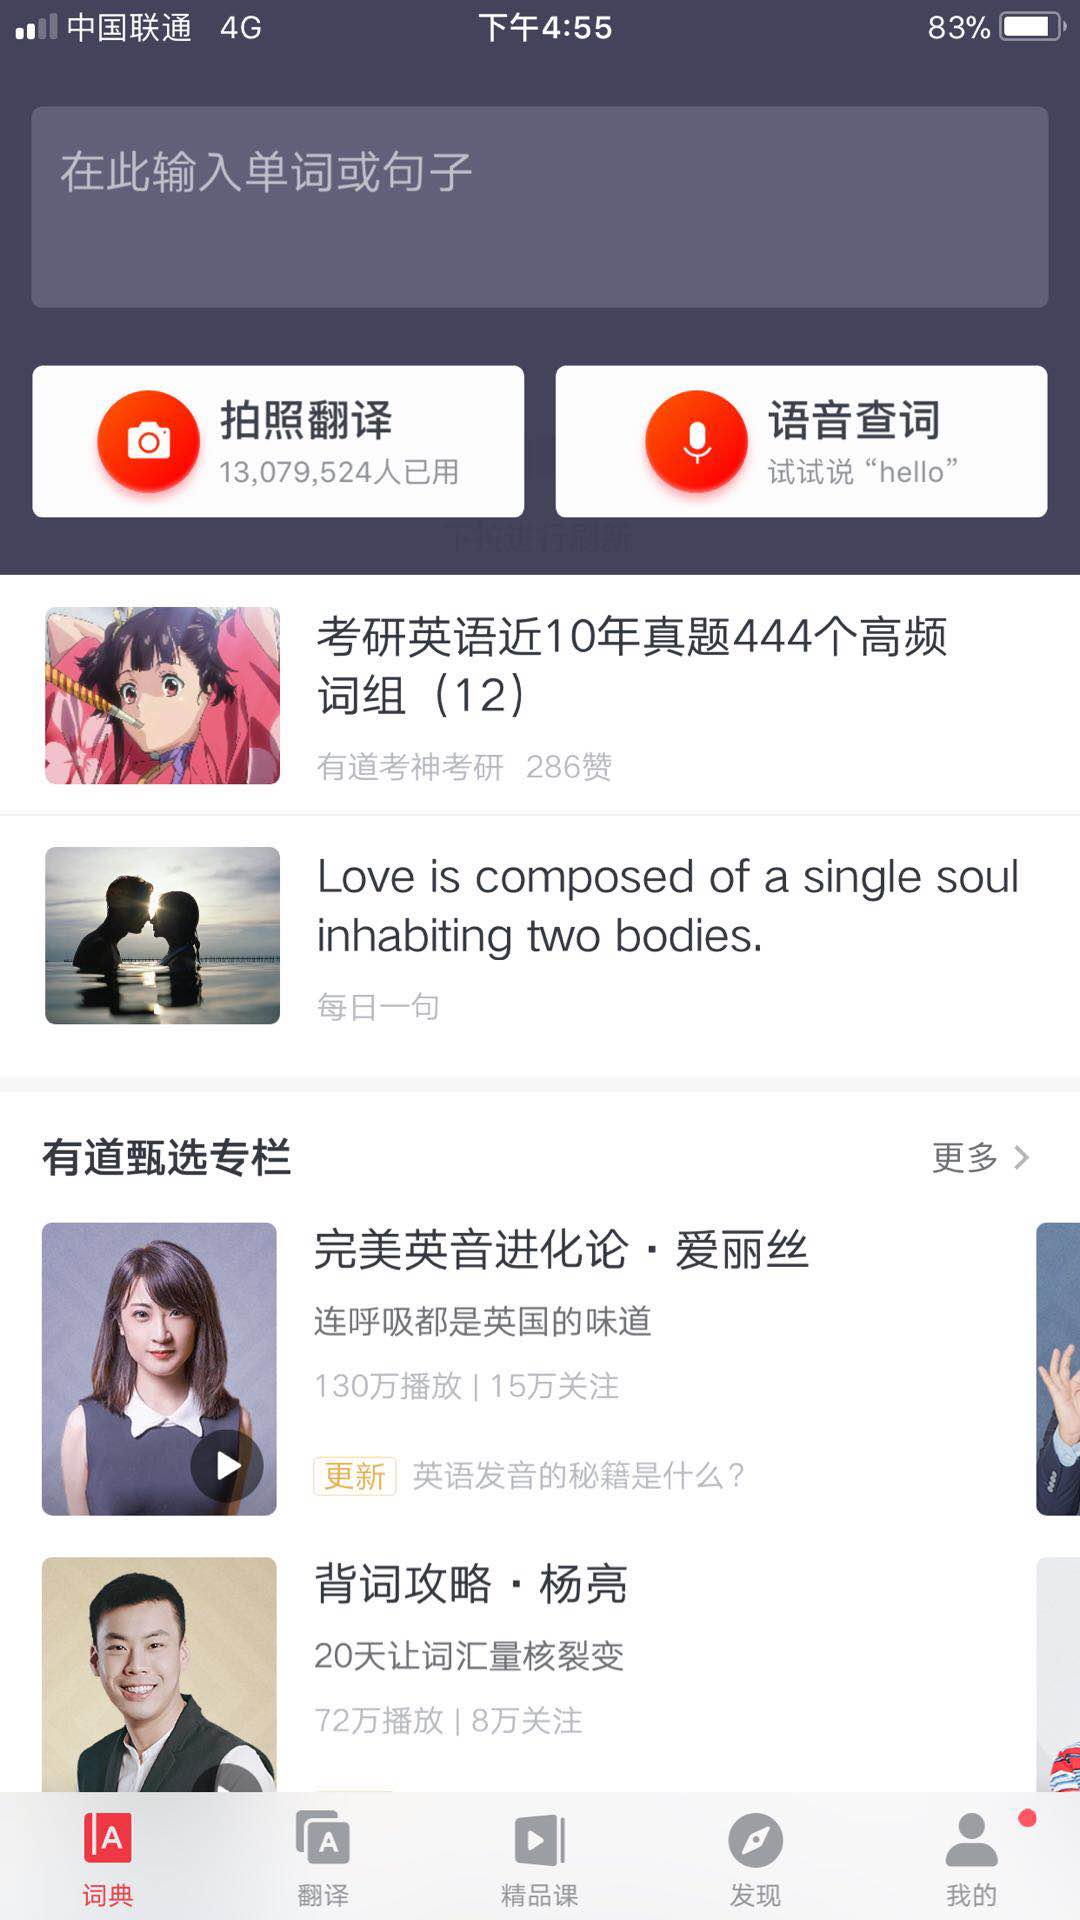 中国联通 4G 下午4:55 83%
在此输入单词或句子
拍照翻译
13,079,524人已用
语音查词
试试说 “hello”
下拉进行刷新
考研英语近10年真题444个高频
词组（12）
有道考神考研 286赞
Love is composed of a single soul
inhabiting two bodies.
每日一句
有道甄选专栏
更多
完美英音进化论·爱丽丝
连呼吸都是英国的味道
130万播放 | 15万关注
更新 英语发音的秘籍是什么?
背词攻略·杨亮
20天让词汇量核裂变
72万播放 | 8万关注
A A
词典 翻译 精品课 发现 我的